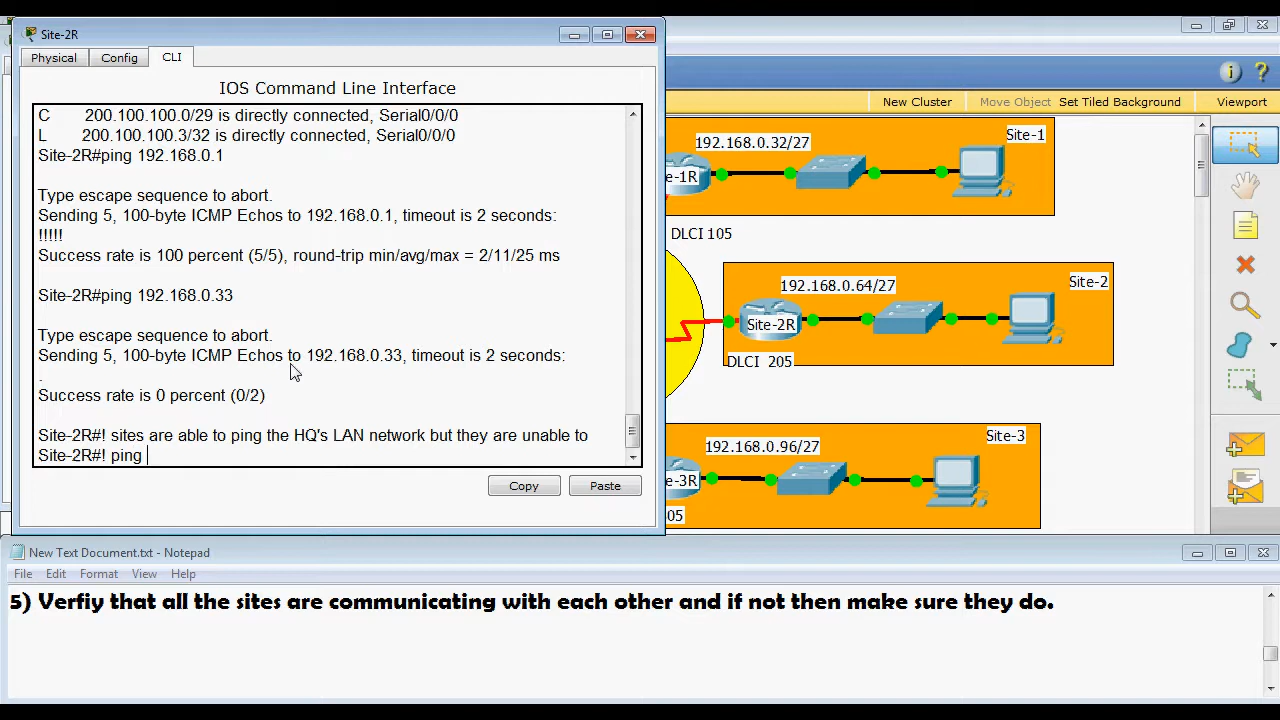 Site-2R
Physical
Config
CLI
IOS Command Line Interface
C 200.100.100.0/29 is directly connected, Serial0/0/0
L 200.100.100.3/32 is directly connected, Serial0/0/0
Site-2R#ping 192.168.0.1
Type escape sequence to abort.
Sending 5, 100-byte ICMP Echos to 192.168.0.1, timeout is 2 seconds:
!!!!!
Success rate is 100 percent (5/5), round-trip min/avg/max = 2/11/25 ms
Site-2R#ping 192.168.0.33
Type escape sequence to abort.
Sending 5, 100-byte ICMP Echos to 192.168.0.33, timeout is 2 seconds:
.
Success rate is 0 percent (0/2)
Site-2R#! sites are able to ping the HQ's LAN network but they are unable to
Site-2R#! ping
Copy
Paste
New Cluster
Move Object
Set Tiled Background
Viewport
192.168.0.32/27
Site-1
te-1R
DLCI 105
192.168.0.64/27
Site-2
Site-2R
DLCI 205
192.168.0.96/27
Site-3
te-3R
05
New Text Document.txt - Notepad
File
Edit
Format
View
Help
5) Verfiy that all the sites are communicating with each other and if not then make sure they do.